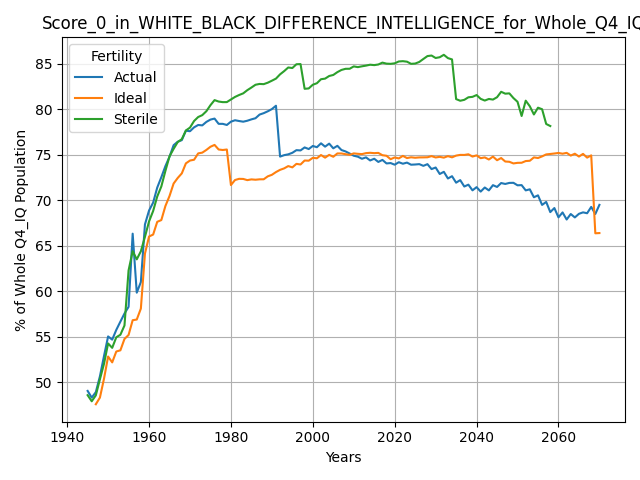 Score_0_in_WHITE_BLACK_DIFFERENCE_INTELLIGENCE_for_Whole_Q4_IQ
Fertility
Actual
Ideal
Sterile
85
80
75
70
65
60
55
50
% of Whole Q4_IQ Population
1940 1960 1980 2000 2020 2040 2060
Years